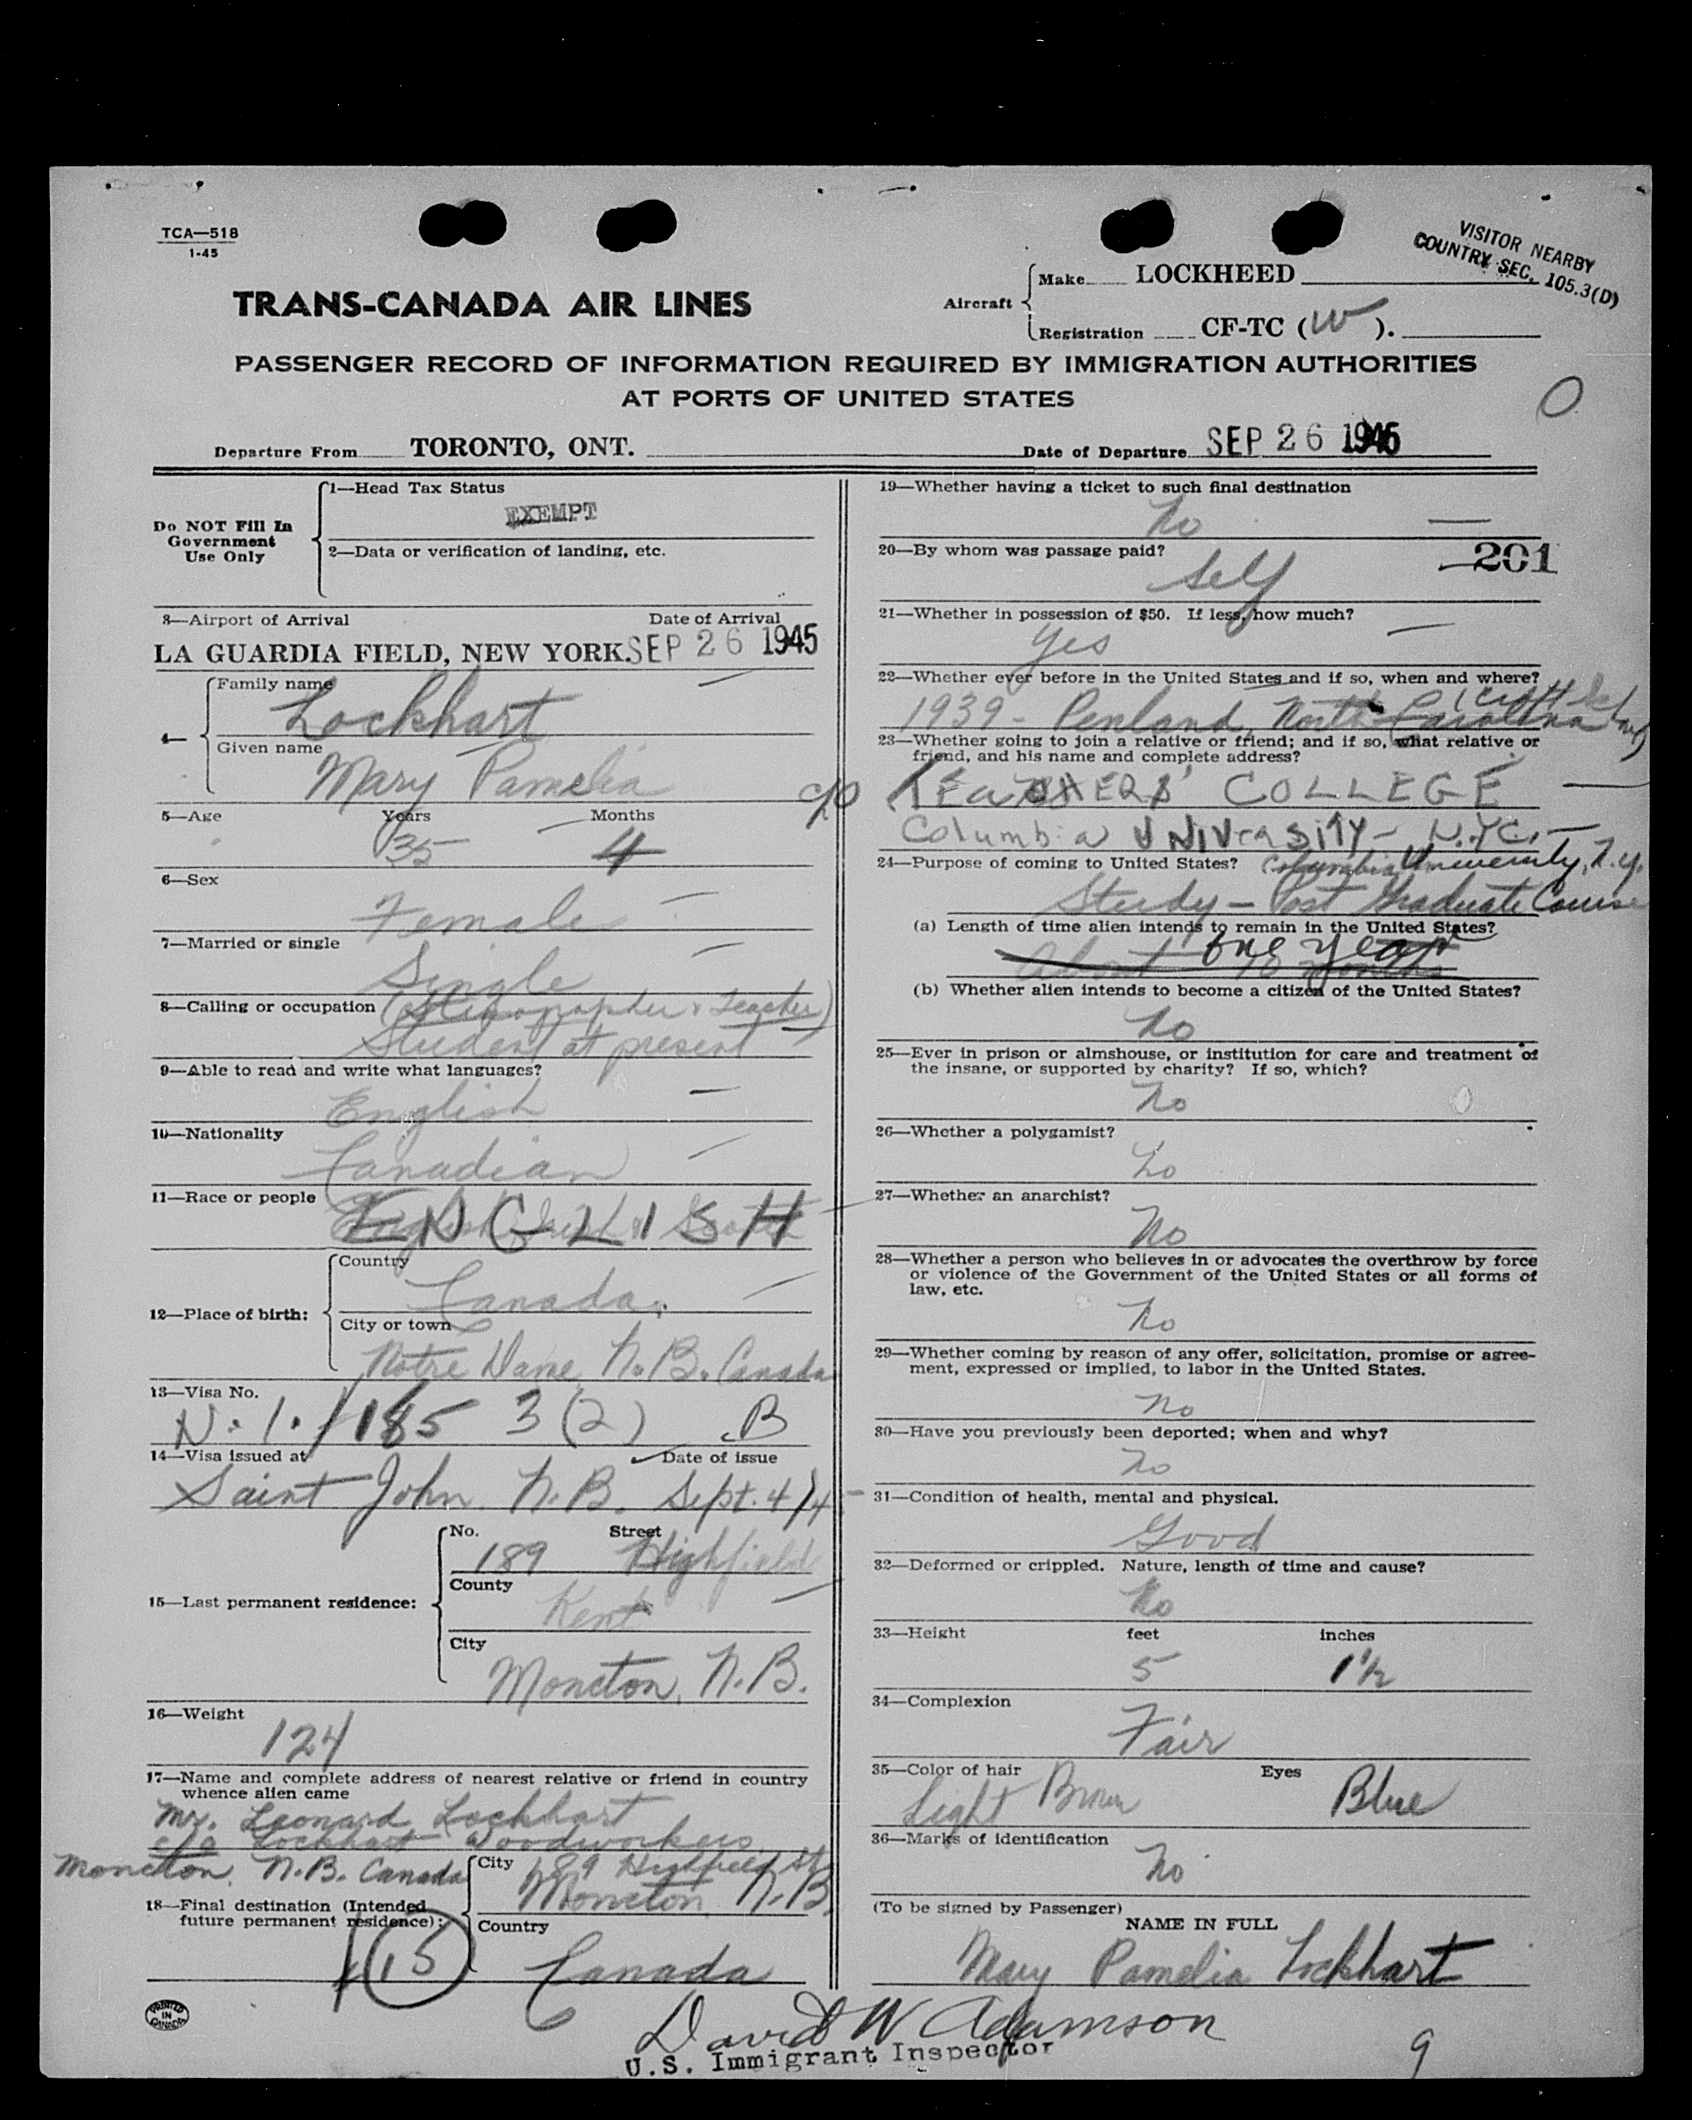 TCA—518
1-45
VISITOR NEARBY
COUNTRY SEC. 105.3(D)
TRANS-CANADA AIR LINES
Aircraft
Make LOCKHEED
Registration CF-TC (W).
PASSENGER RECORD OF INFORMATION REQUIRED BY IMMIGRATION AUTHORITIES
AT PORTS OF UNITED STATES
O
Departure From TORONTO, ONT. Date of Departure SEP 26 1945
Do NOT Fill In
Government
Use Only
1—Head Tax Status
EXEMPT
2—Data or verification of landing, etc.
3—Airport of Arrival Date of Arrival
LA GUARDIA FIELD, NEW YORK. SEP 26 1945
4—
Family name
Lockhart
Given name
Mary Pamelia
5—Age Years Months
35 4
6—Sex
Female
7—Married or single
Single
8—Calling or occupation (Stenographer & Teacher)
Student at present
9—Able to read and write what languages?
English
10—Nationality
Canadian
11—Race or people
ENGLISH
12—Place of birth:
Country
Canada
City or town
Notre Dame, N.B. Canada
13—Visa No.
N.I. 185 3(2) B
14—Visa issued at Date of issue
Saint John N.B. Sept. 4/
15—Last permanent residence:
No. Street
189 Highfield
County
Kent
City
Moncton, N.B.
16—Weight
124
17—Name and complete address of nearest relative or friend in country
whence alien came
Mr. Leonard Lockhart
c/o Lockhart Woodworkers
Moncton, N.B. Canada
18—Final destination (Intended
future permanent residence):
City 189 Highfield St
Moncton N.B.
Country
Canada
15
PRINTED
IN
CANADA
19—Whether having a ticket to such final destination
No
20—By whom was passage paid?
Self
201
21—Whether in possession of $50. If less, how much?
Yes
22—Whether ever before in the United States and if so, when and where?
1939 - Penland, North Carolina (Craft
23—Whether going to join a relative or friend; and if so, what relative or
friend, and his name and complete address?
c/o TEACHERS' COLLEGE
Columbia UNIVERSITY - N.Y.C.
24—Purpose of coming to United States? Columbia University, N.Y.
Study - Post Graduate Course
(a) Length of time alien intends to remain in the United States?
one year
About 10 months
(b) Whether alien intends to become a citizen of the United States?
No
25—Ever in prison or almshouse, or institution for care and treatment of
the insane, or supported by charity? If so, which?
No
26—Whether a polygamist?
No
27—Whether an anarchist?
No
28—Whether a person who believes in or advocates the overthrow by force
or violence of the Government of the United States or all forms of
law, etc.
No
29—Whether coming by reason of any offer, solicitation, promise or agree-
ment, expressed or implied, to labor in the United States.
No
30—Have you previously been deported; when and why?
No
31—Condition of health, mental and physical.
Good
32—Deformed or crippled. Nature, length of time and cause?
No
33—Height feet inches
5 1½
34—Complexion
Fair
35—Color of hair Eyes
Light Brown Blue
36—Marks of identification
No
(To be signed by Passenger)
NAME IN FULL
Mary Pamelia Lockhart
David W Adamson
U.S. Immigrant Inspector
9